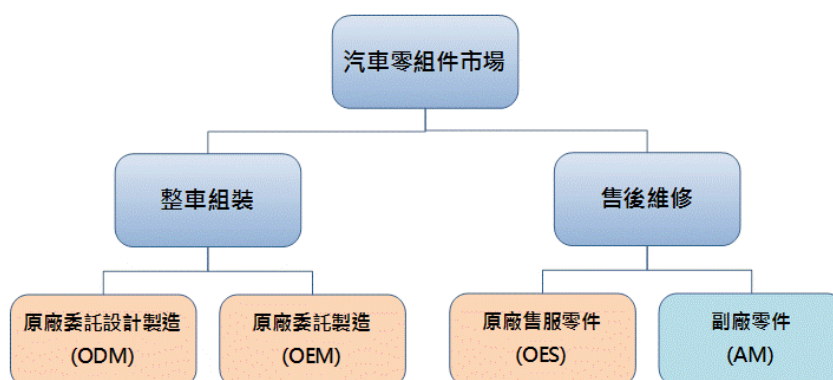 汽車零組件市場
整車組裝
售後維修
原廠委託設計製造
(ODM)
原廠委託製造
(OEM)
原廠售服零件
(OES)
副廠零件
(AM)